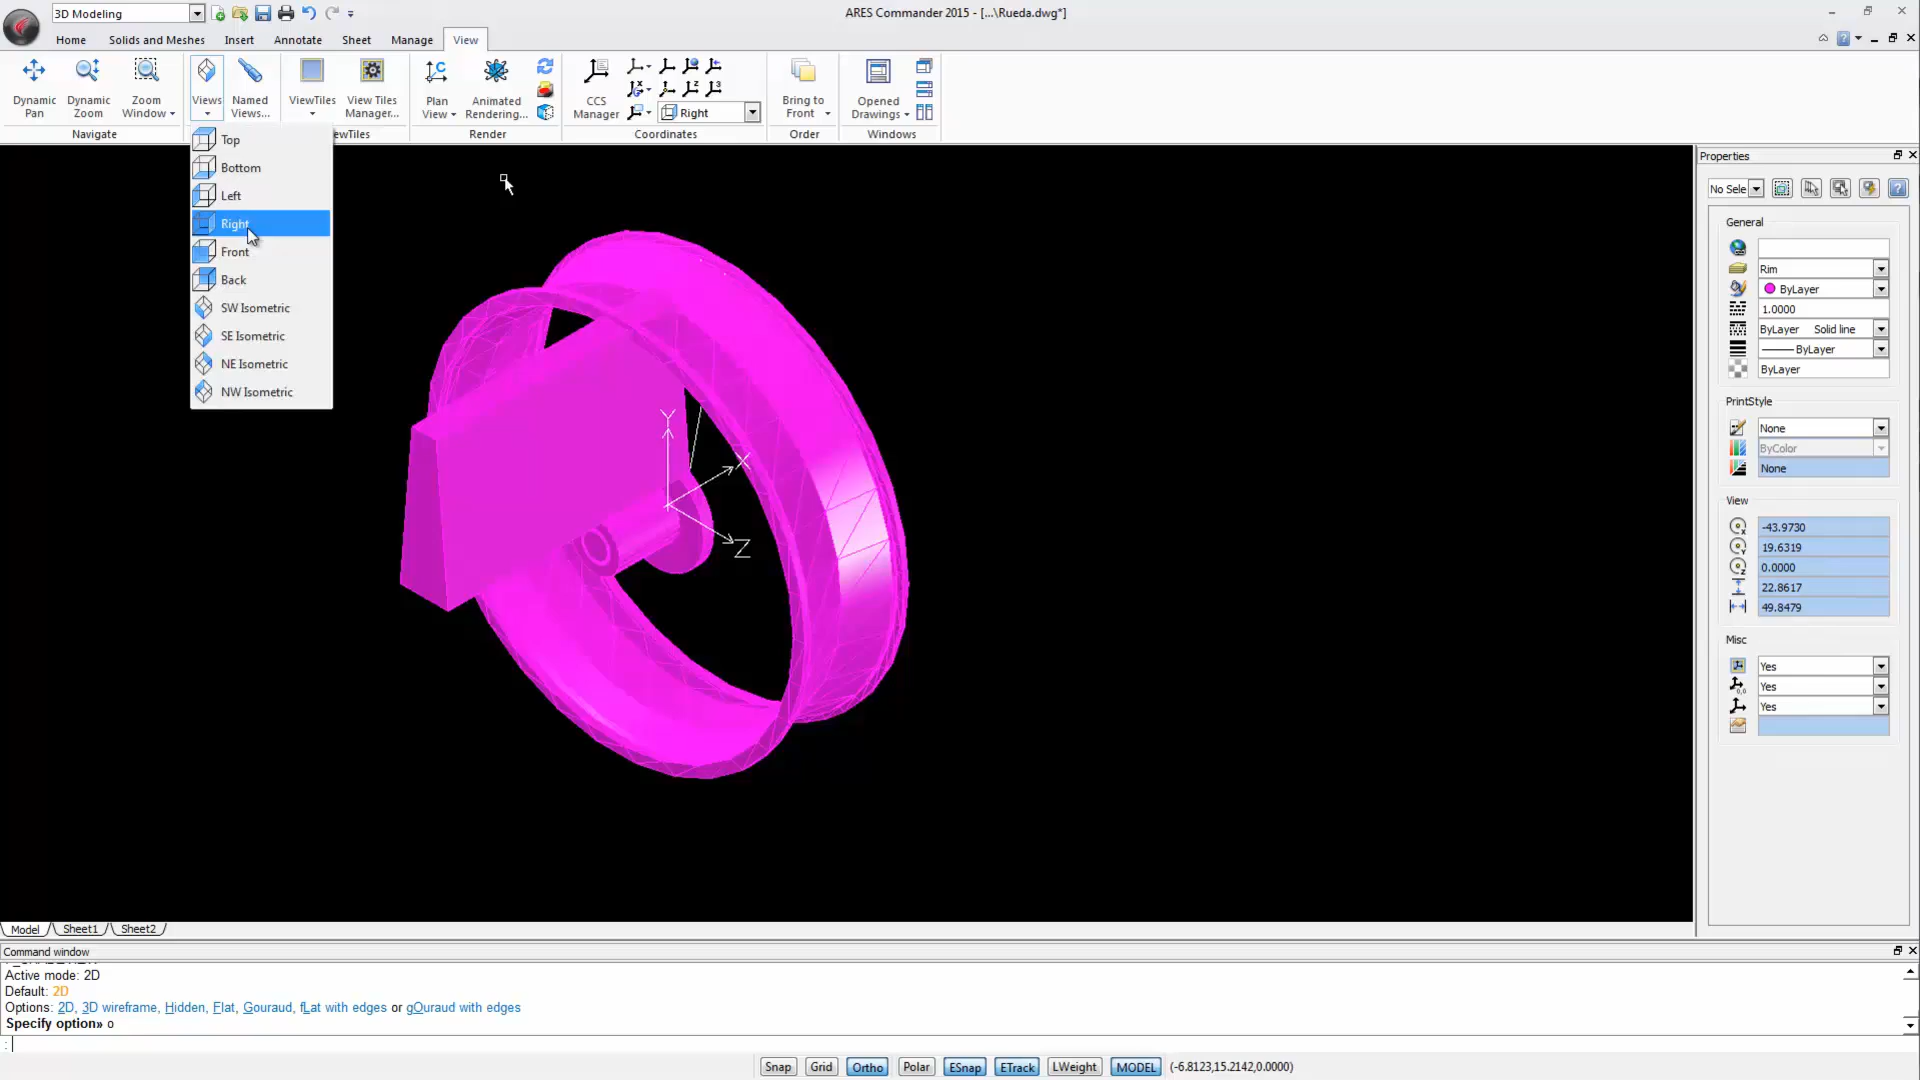 3D Modeling
ARES Commander 2015 - [...\Rueda.dwg*]
Home
Solids and Meshes
Insert
Annotate
Sheet
Manage
View
Dynamic Pan
Dynamic Zoom
Zoom Window
Views
Named Views...
ViewTiles
View Tiles Manager...
Plan View
Animated Rendering...
CCS Manager
Right
Bring to Front
Opened Drawings
Navigate
ewTiles
Render
Coordinates
Order
Windows
Top
Bottom
Left
Right
Front
Back
SW Isometric
SE Isometric
NE Isometric
NW Isometric
Y
X
Z
Properties
No Sele
General
Rim
ByLayer
1.0000
ByLayer Solid line
ByLayer
ByLayer
PrintStyle
None
ByColor
None
View
-43.9730
19.6319
0.0000
22.8617
49.8479
Misc
Yes
Yes
Yes
Model
Sheet1
Sheet2
Command window
Active mode: 2D
Default: 2D
Options: 2D, 3D wireframe, Hidden, Flat, Gouraud, fLat with edges or gOuraud with edges
Specify option» o
:
Snap
Grid
Ortho
Polar
ESnap
ETrack
LWeight
MODEL
(-6.8123,15.2142,0.0000)